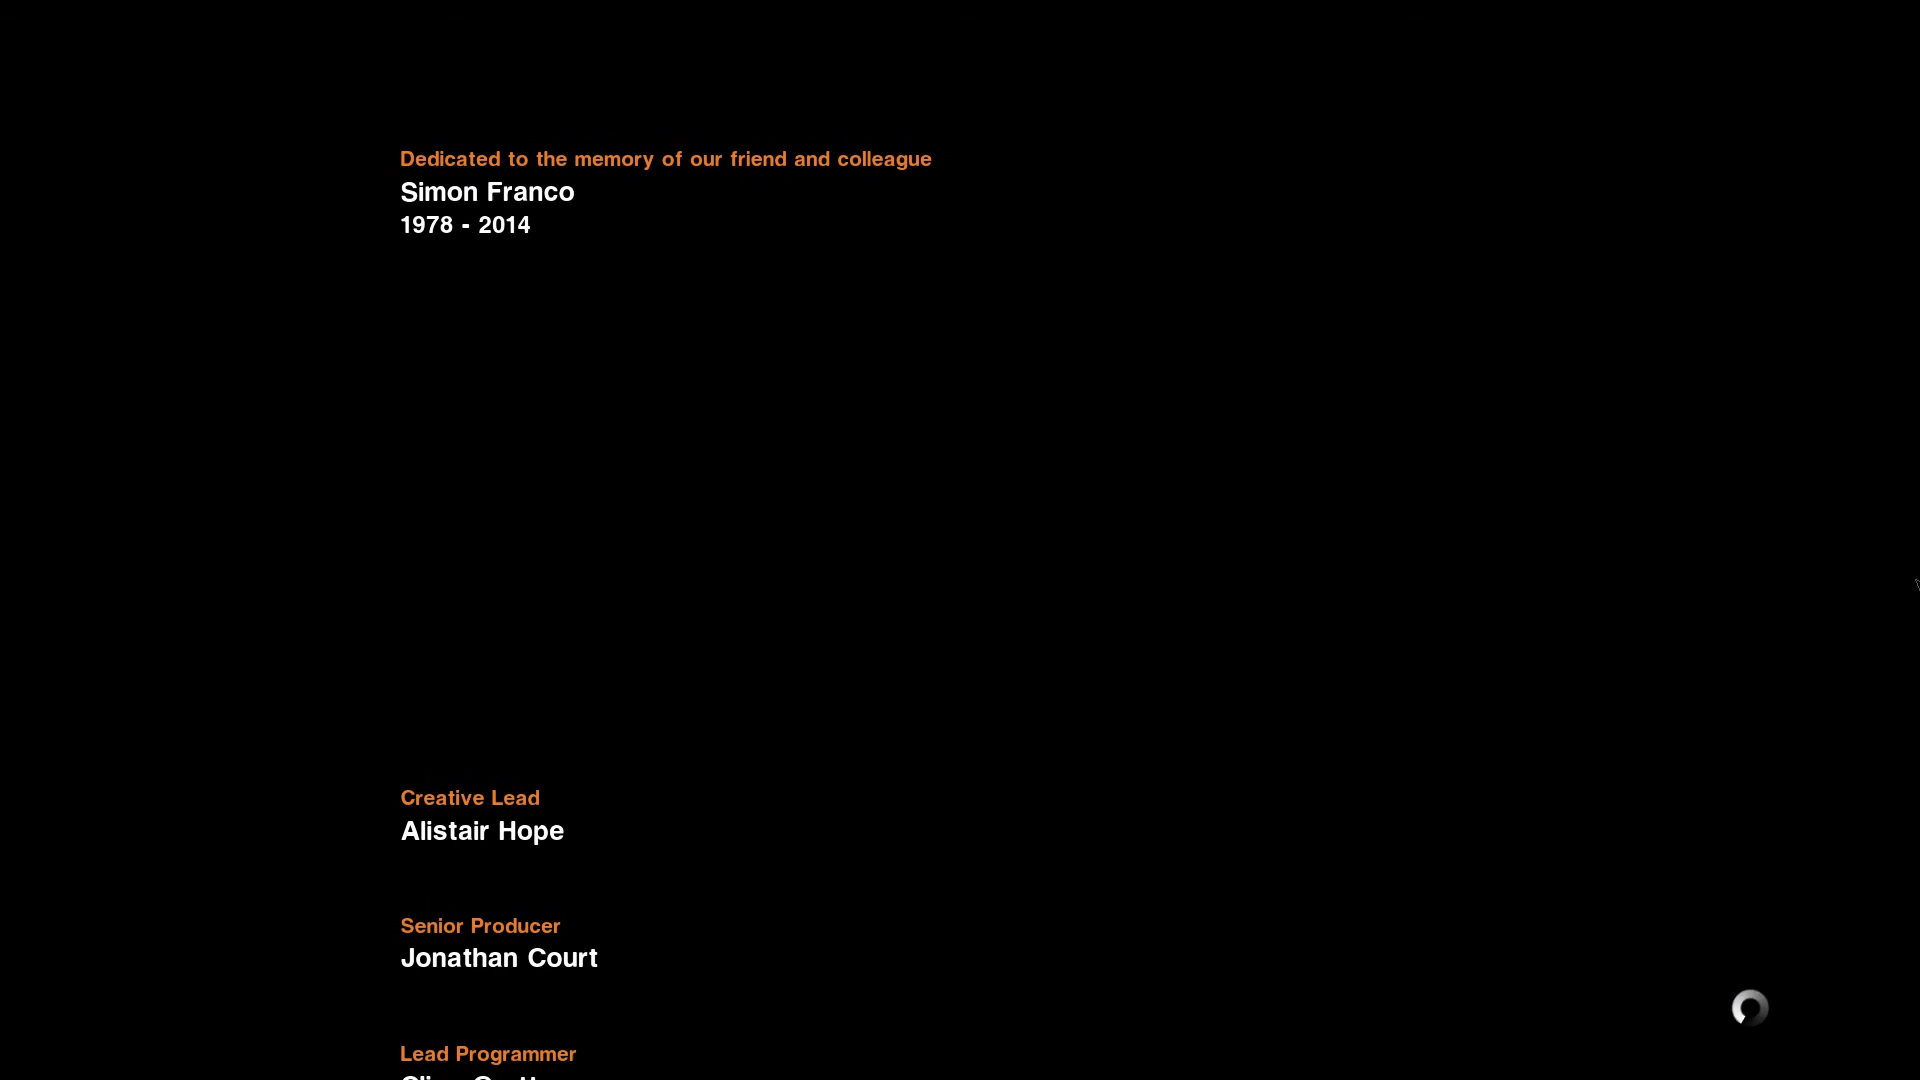 Dedicated to the memory of our friend and colleague
Simon Franco
1978 - 2014
Creative Lead
Alistair Hope
Senior Producer
Jonathan Court
Lead Programmer